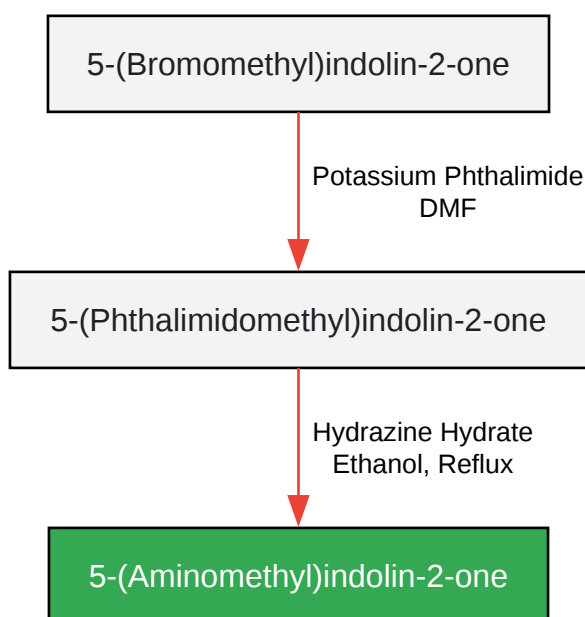 5-(Bromomethyl)indolin-2-one
Potassium Phthalimide
DMF
5-(Phthalimidomethyl)indolin-2-one
Hydrazine Hydrate
Ethanol, Reflux
5-(Aminomethyl)indolin-2-one